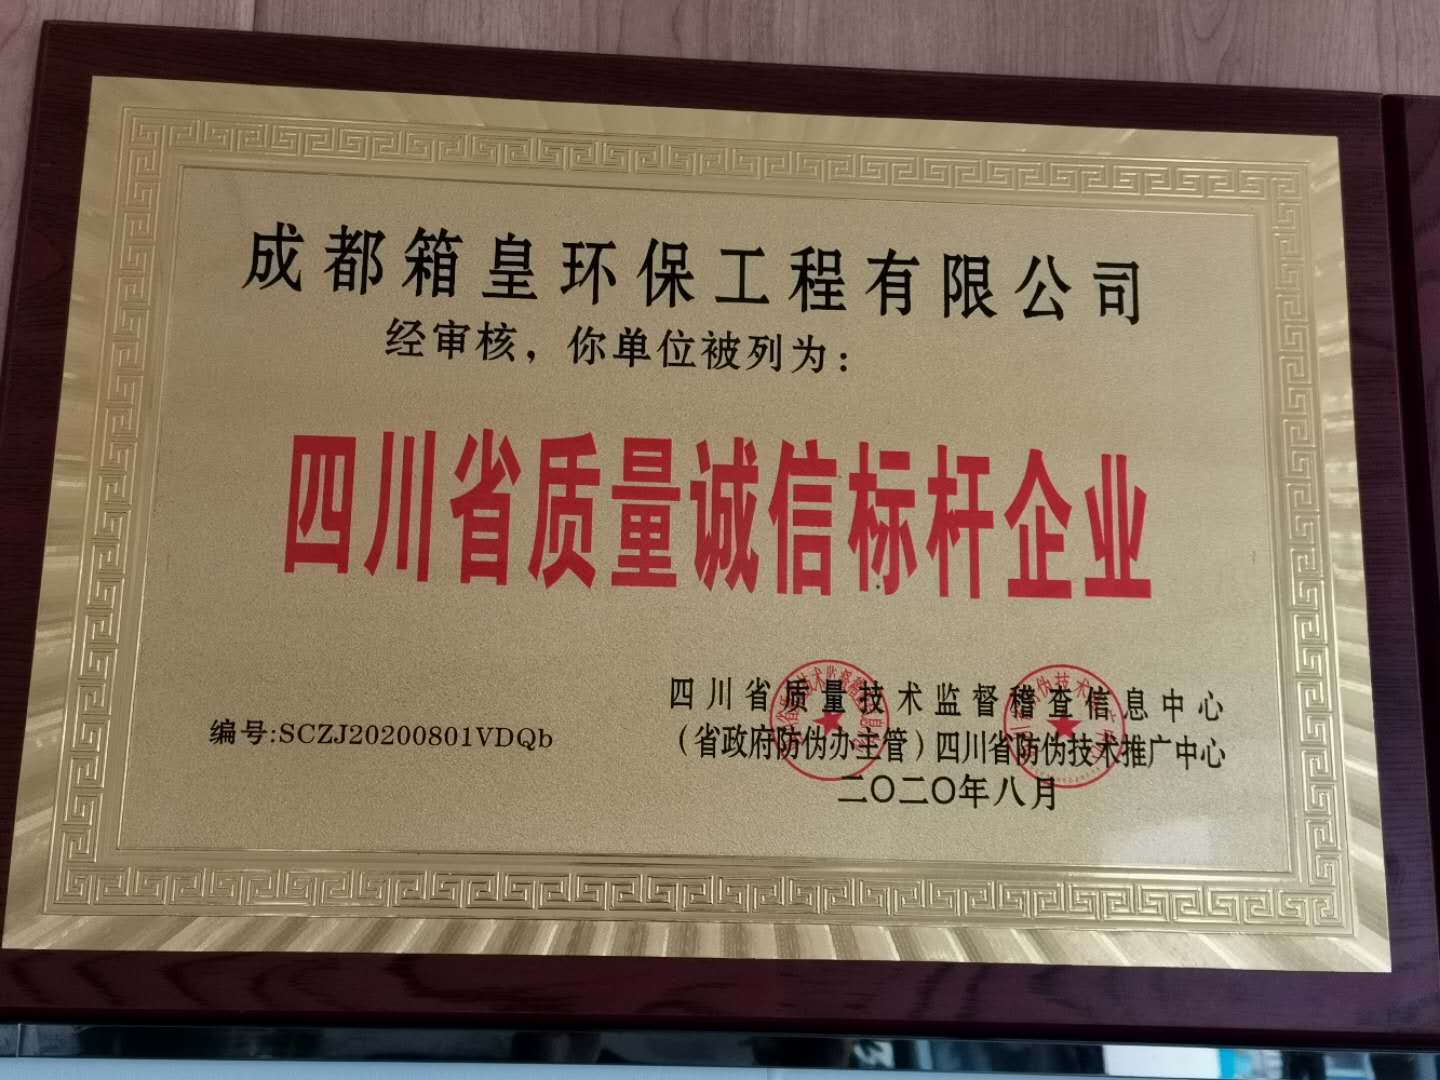 成都箱皇环保工程有限公司
经审核，你单位被列为：
四川省质量诚信标杆企业
四川省质量技术监督稽查信息中心
编号:SCZJ20200801VDQb
（省政府防伪办主管）四川省防伪技术推广中心
二〇二〇年八月